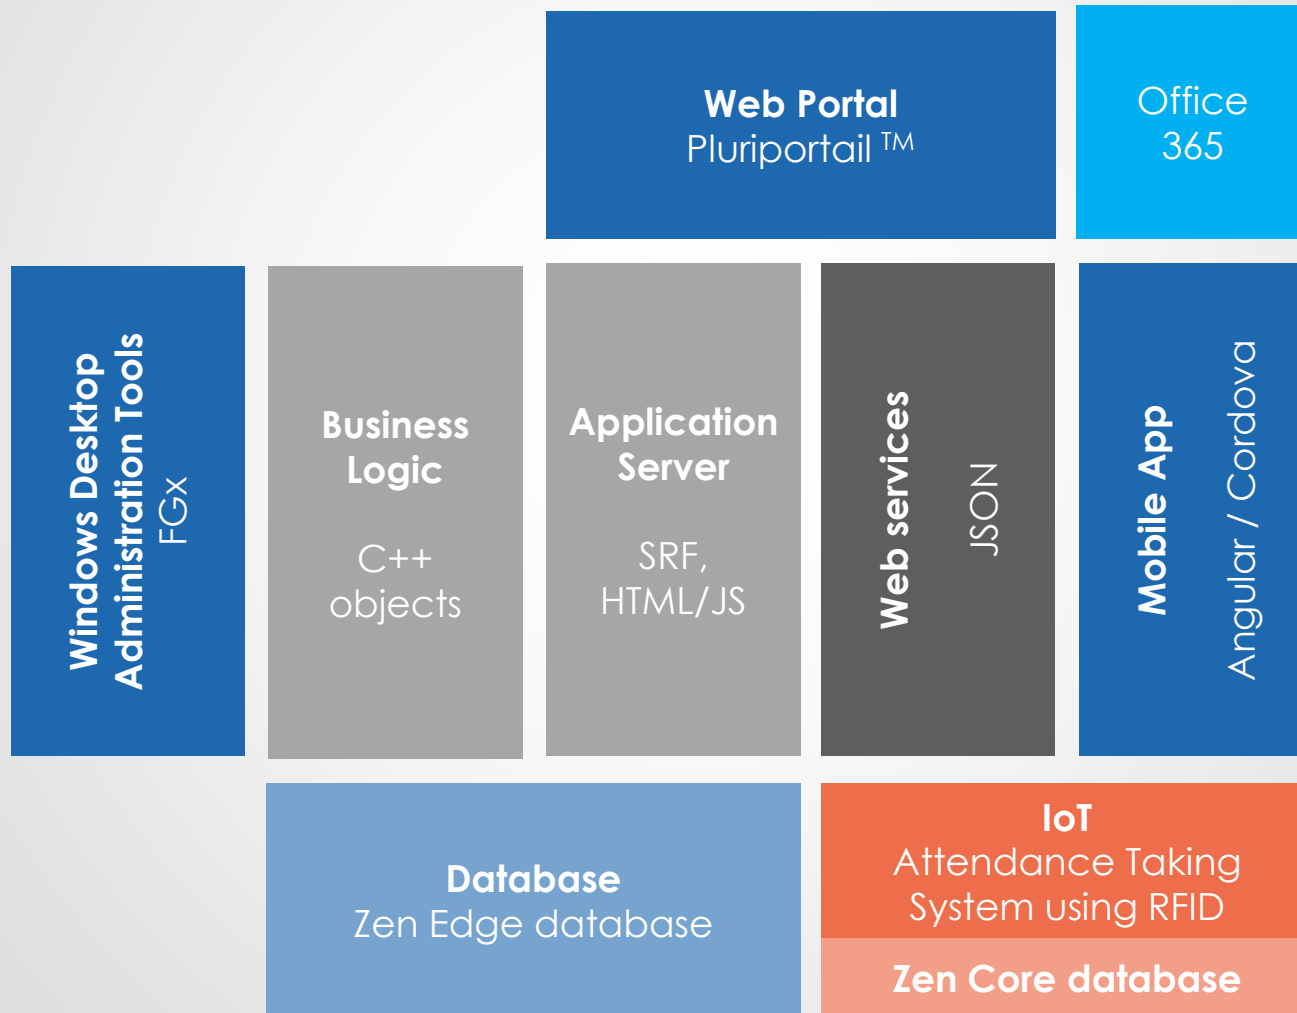 Web Portal
Pluriportail TM
Office
365
Windows Desktop
Administration Tools
FGx
Business
Logic
C++
objects
Application
Server
SRF,
HTML/JS
Web services
JSON
Mobile App
Angular / Cordova
Database
Zen Edge database
IoT
Attendance Taking
System using RFID
Zen Core database